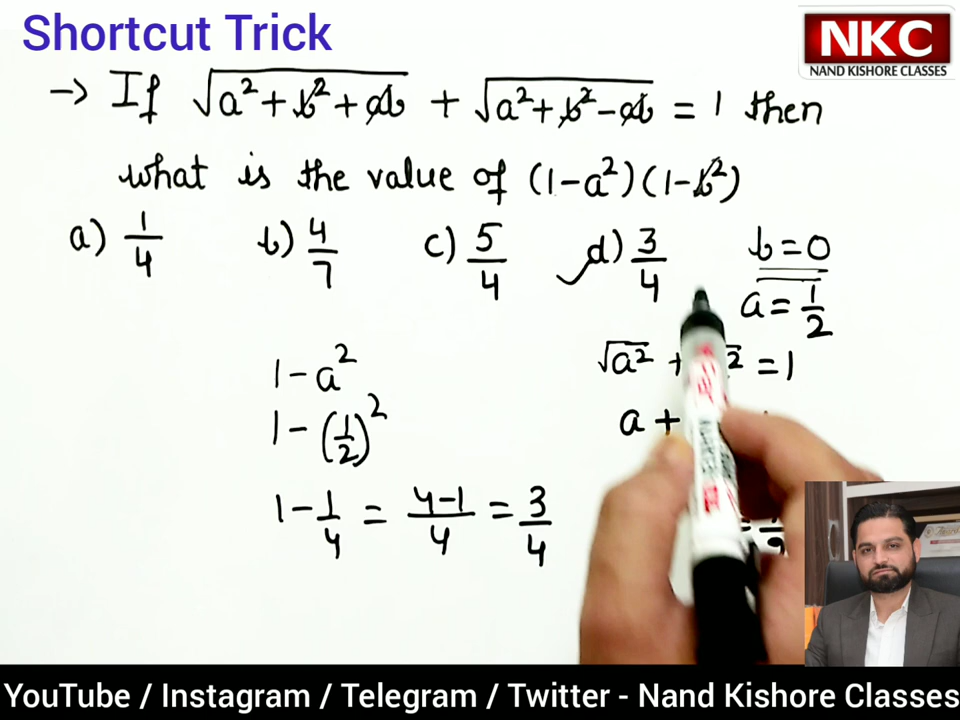 Shortcut Trick
NKC
NAND KISHORE CLASSES
→ If √(a² + b² + ab) + √(a² + b² - ab) = 1 then
what is the value of (1 - a²)(1 - b²)
a) 1/4 b) 4/7 c) 5/4 d) 3/4
b = 0
a = 1/2
1 - a²
√a² + = 1
1 - (1/2)²
a +
1 - 1/4 = 4-1/4 = 3/4
YouTube / Instagram / Telegram / Twitter - Nand Kishore Classes